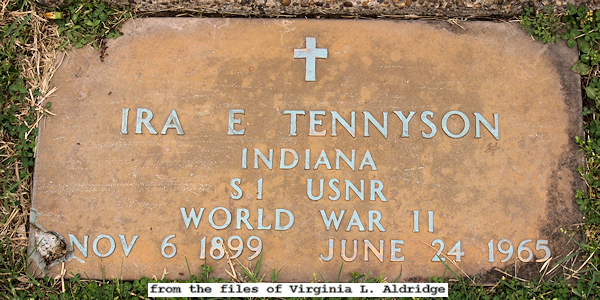 IRA E TENNYSON
INDIANA
S1 USNR
WORLD WAR II
NOV 6 1899 JUNE 24 1965
from the files of Virginia L. Aldridge